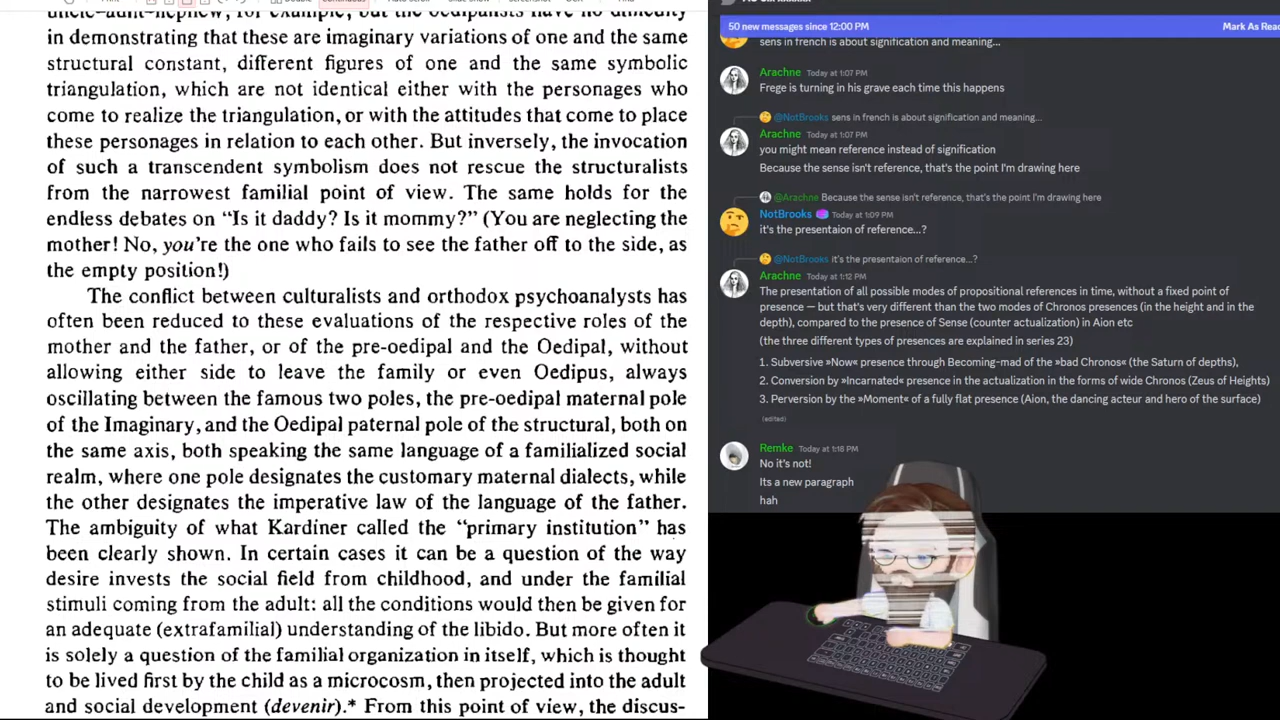 uncle-aunt-nephew, for example, but the oedipalists have no difficulty
in demonstrating that these are imaginary variations of one and the same
structural constant, different figures of one and the same symbolic
triangulation, which are not identical either with the personages who
come to realize the triangulation, or with the attitudes that come to place
these personages in relation to each other. But inversely, the invocation
of such a transcendent symbolism does not rescue the structuralists
from the narrowest familial point of view. The same holds for the
endless debates on “Is it daddy? Is it mommy?” (You are neglecting the
mother! No, you’re the one who fails to see the father off to the side, as
the empty position!)
The conflict between culturalists and orthodox psychoanalysts has
often been reduced to these evaluations of the respective roles of the
mother and the father, or of the pre-oedipal and the Oedipal, without
allowing either side to leave the family or even Oedipus, always
oscillating between the famous two poles, the pre-oedipal maternal pole
of the Imaginary, and the Oedipal paternal pole of the structural, both on
the same axis, both speaking the same language of a familialized social
realm, where one pole designates the customary maternal dialects, while
the other designates the imperative law of the language of the father.
The ambiguity of what Kardiner called the “primary institution” has
been clearly shown. In certain cases it can be a question of the way
desire invests the social field from childhood, and under the familial
stimuli coming from the adult: all the conditions would then be given for
an adequate (extrafamilial) understanding of the libido. But more often it
is solely a question of the familial organization in itself, which is thought
to be lived first by the child as a microcosm, then projected into the adult
and social development (devenir).* From this point of view, the discus-
50 new messages since 12:00 PM
Mark As Read
sens in french is about signification and meaning...
Arachne Today at 1:07 PM
Frege is turning in his grave each time this happens
@NotBrooks sens in french is about signification and meaning...
Arachne Today at 1:07 PM
you might mean reference instead of signification
Because the sense isn't reference, that's the point I'm drawing here
@Arachne Because the sense isn't reference, that's the point I'm drawing here
NotBrooks Today at 1:09 PM
it's the presentaion of reference...?
@NotBrooks it's the presentaion of reference...?
Arachne Today at 1:12 PM
The presentation of all possible modes of propositional references in time, without a fixed point of
presence — but that's very different than the two modes of Chronos presences (in the height and in the
depth), compared to the presence of Sense (counter actualization) in Aion etc
(the three different types of presences are explained in series 23)
1. Subversive »Now« presence through Becoming-mad of the »bad Chronos« (the Saturn of depths),
2. Conversion by »Incarnated« presence in the actualization in the forms of wide Chronos (Zeus of Heights)
3. Perversion by the »Moment« of a fully flat presence (Aion, the dancing acteur and hero of the surface)
(edited)
Remke Today at 1:18 PM
No it's not!
Its a new paragraph
hah